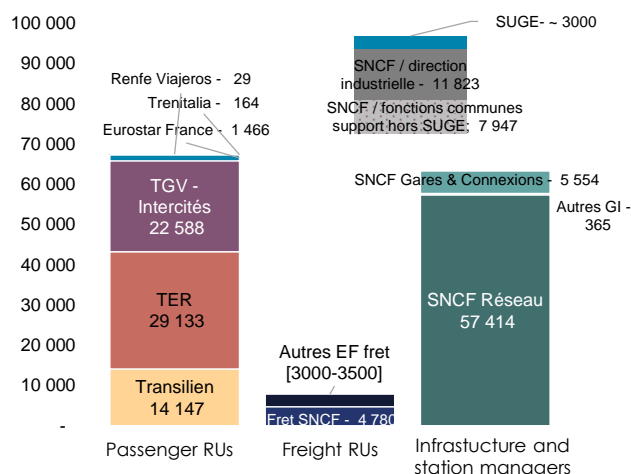 100 000
90 000
80 000
70 000
60 000
50 000
40 000
30 000
20 000
10 000
-
Renfe Viajeros - 29
Trenitalia - 164
Eurostar France - 1 466
TGV -
Intercités
22 588
TER
29 133
Transilien
14 147
SUGE- ~ 3000
SNCF / direction
industrielle - 11 823
SNCF / fonctions communes
support hors SUGE; 7 947
Autres EF fret
[3000-3500]
Fret SNCF - 4 780
SNCF Gares & Connexions - 5 554
Autres GI -
365
SNCF Réseau
57 414
Passenger RUs
Freight RUs
Infrastucture and
station managers